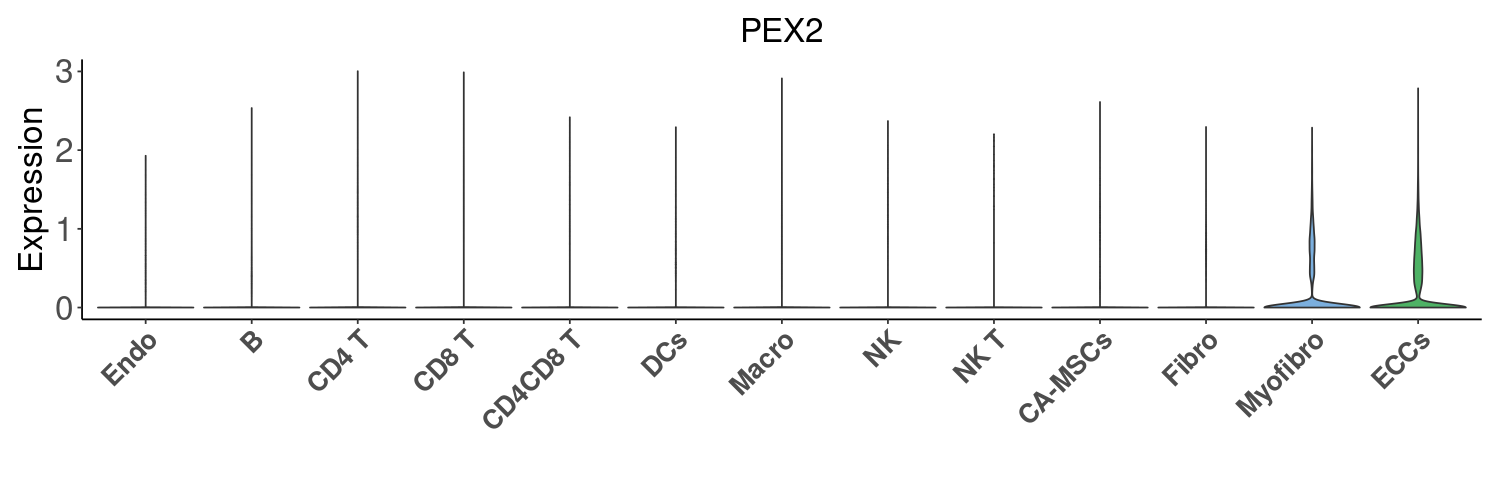 PEX2
Expression
3
2
1
0
Endo
B
CD4 T
CD8 T
CD4CD8 T
DCs
Macro
NK
NK T
CA-MSCs
Fibro
Myofibro
ECCs